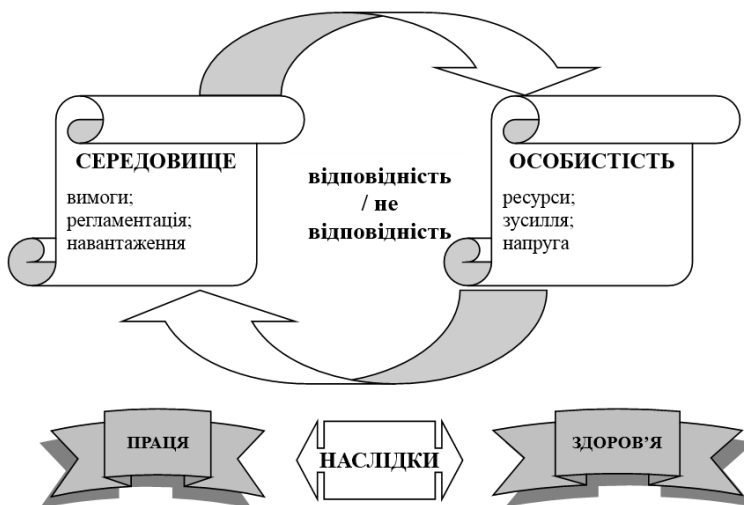 СЕРЕДОВИЩЕ
вимоги;
регламентація;
навантаження
відповідність
/ не
відповідність
ОСОБИСТІСТЬ
ресурси;
зусилля;
напруга
ПРАЦЯ
НАСЛІДКИ
ЗДОРОВ’Я